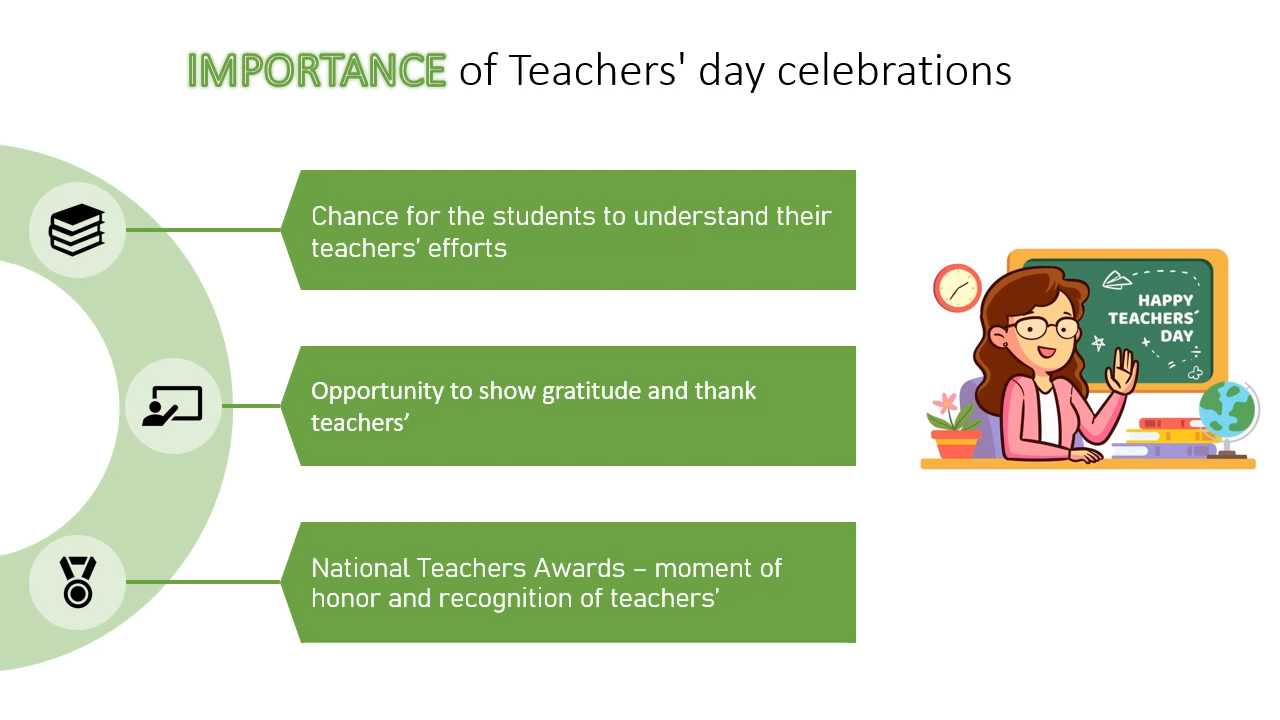 IMPORTANCE of Teachers' day celebrations
Chance for the students to understand their
teachers’ efforts
Opportunity to show gratitude and thank
teachers’
National Teachers Awards – moment of
honor and recognition of teachers’
HAPPY
TEACHERS´
DAY